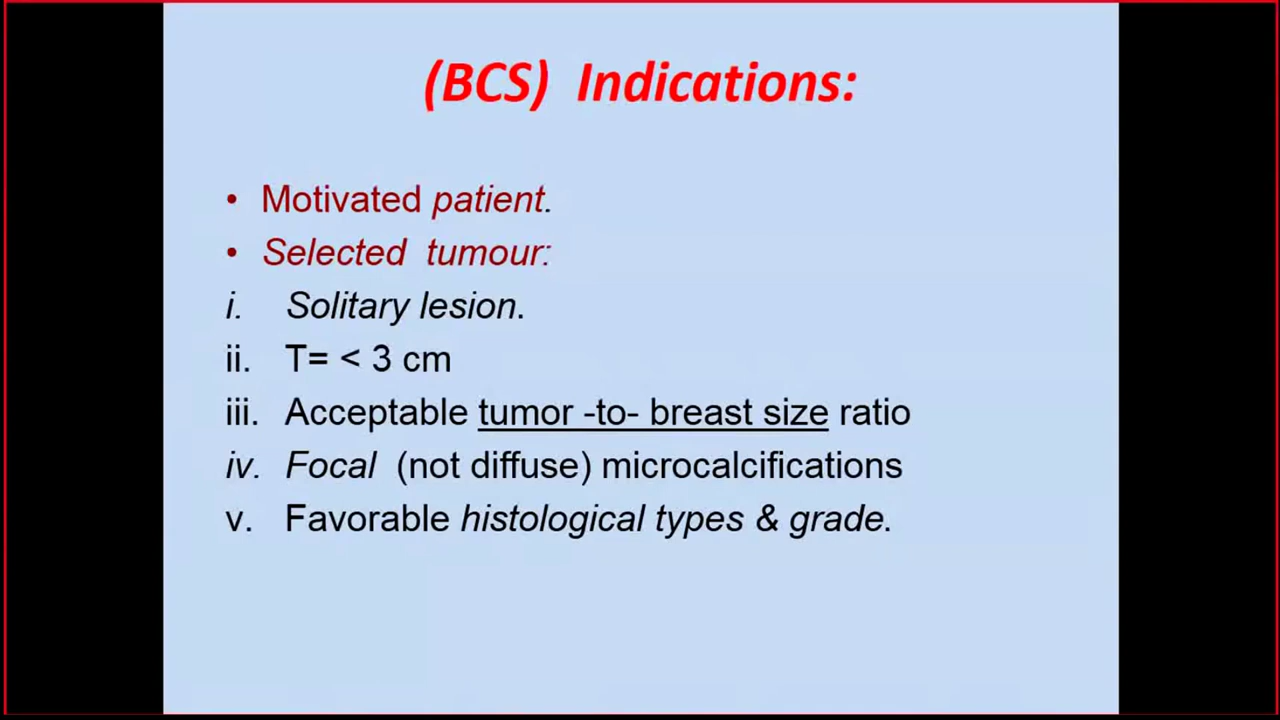 (BCS) Indications:
• Motivated patient.
• Selected tumour:
i. Solitary lesion.
ii. T= < 3 cm
iii. Acceptable tumor -to- breast size ratio
iv. Focal (not diffuse) microcalcifications
v. Favorable histological types & grade.